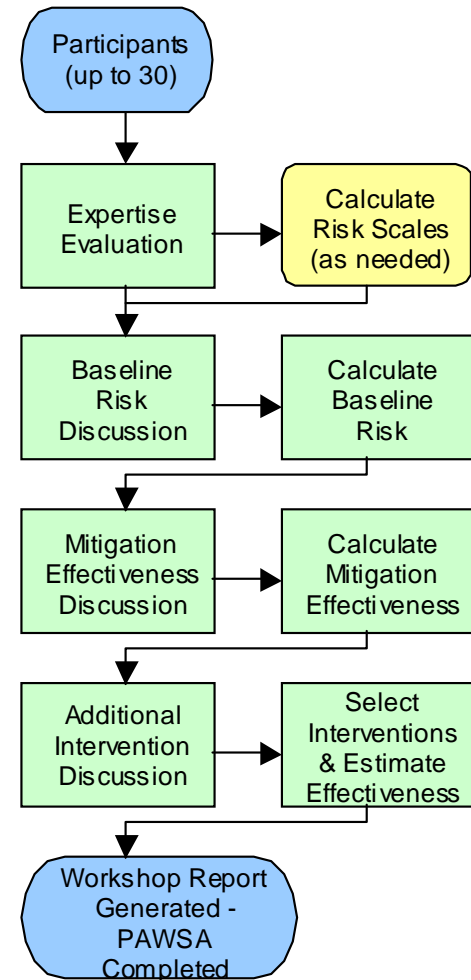 Participants
(up to 30)
Expertise
Evaluation
Calculate
Risk Scales
(as needed)
Baseline
Risk
Discussion
Calculate
Baseline
Risk
Mitigation
Effectiveness
Discussion
Calculate
Mitigation
Effectiveness
Additional
Intervention
Discussion
Select
Interventions
& Estimate
Effectiveness
Workshop Report
Generated -
PAWSA
Completed